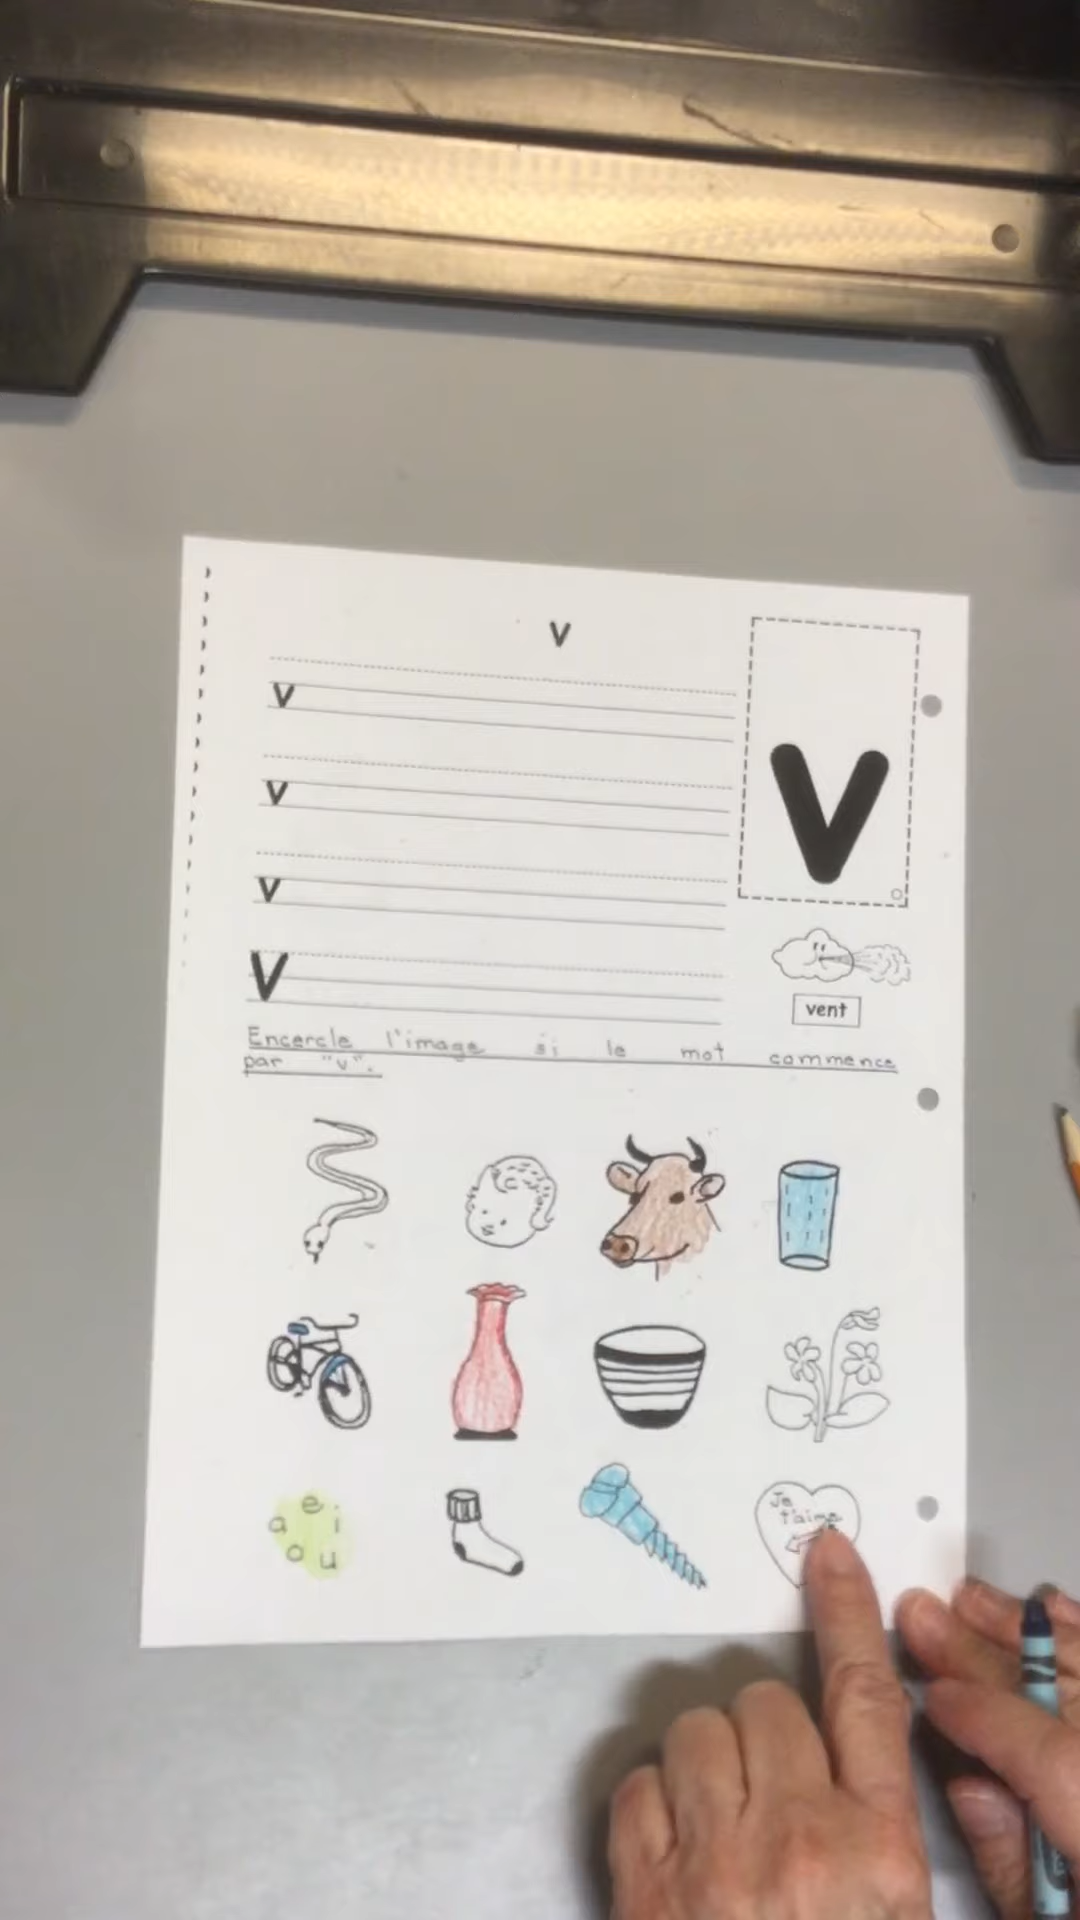 v
v
v
v
V
V
vent
Encercle l'image si le mot commence
par "v".
e
a i
o u
Je
t'aime